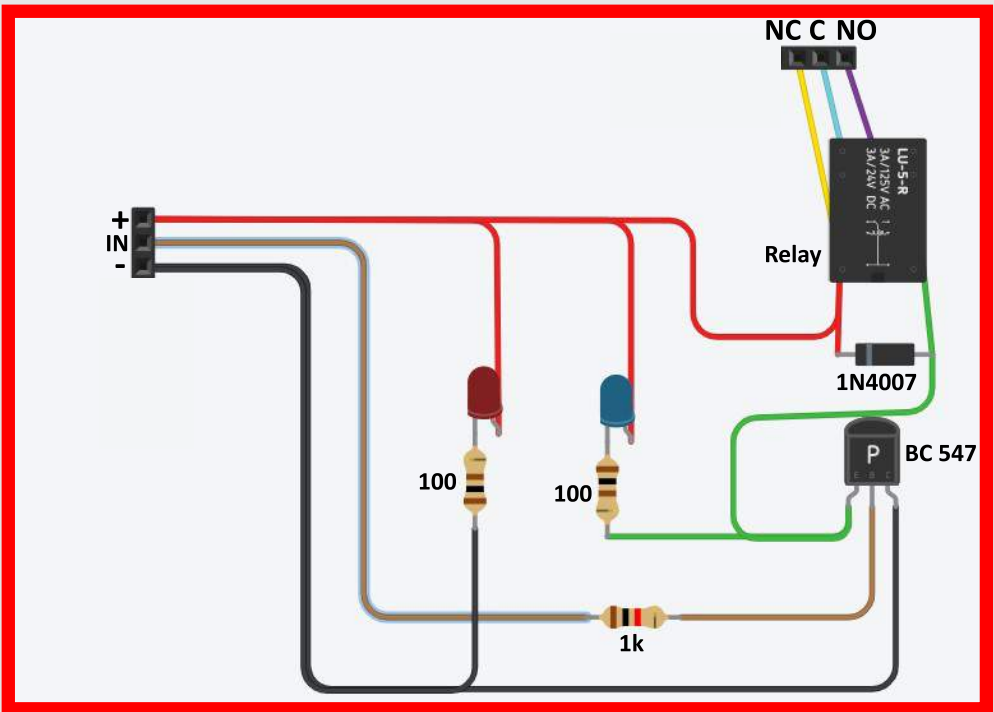 NC C NO
LU-5-R
3A/125V AC
3A/24V DC
+
IN
-
Relay
1N4007
P
E B C
BC 547
100
100
1k